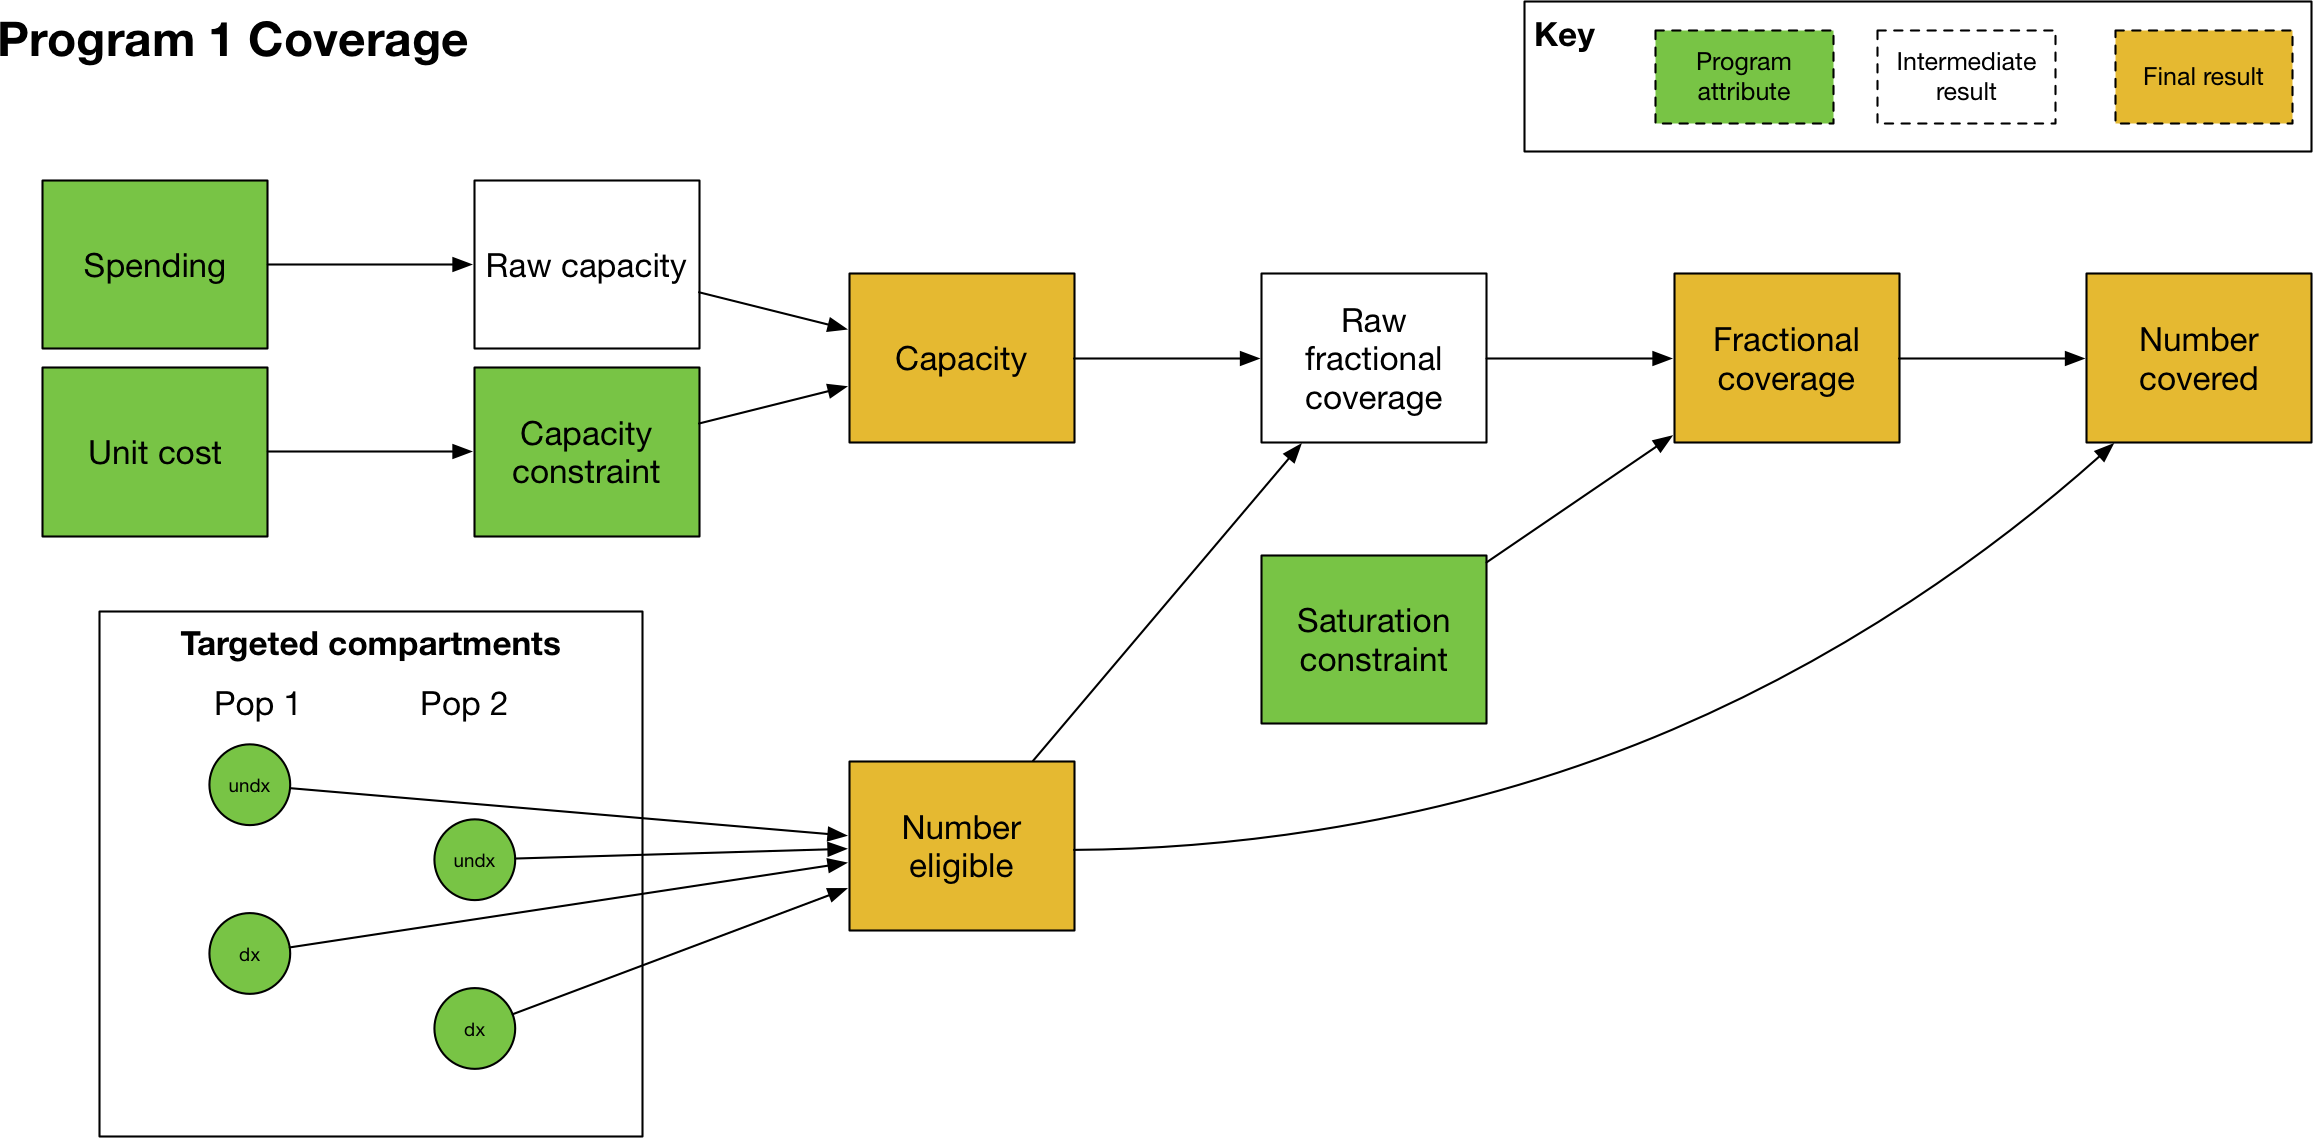 Program 1 Coverage
Key
Program
attribute
Intermediate
result
Final result
Spending
Raw capacity
Unit cost
Capacity
constraint
Capacity
Raw
fractional
coverage
Fractional
coverage
Number
covered
Saturation
constraint
Targeted compartments
Pop 1
Pop 2
undx
undx
dx
dx
Number
eligible